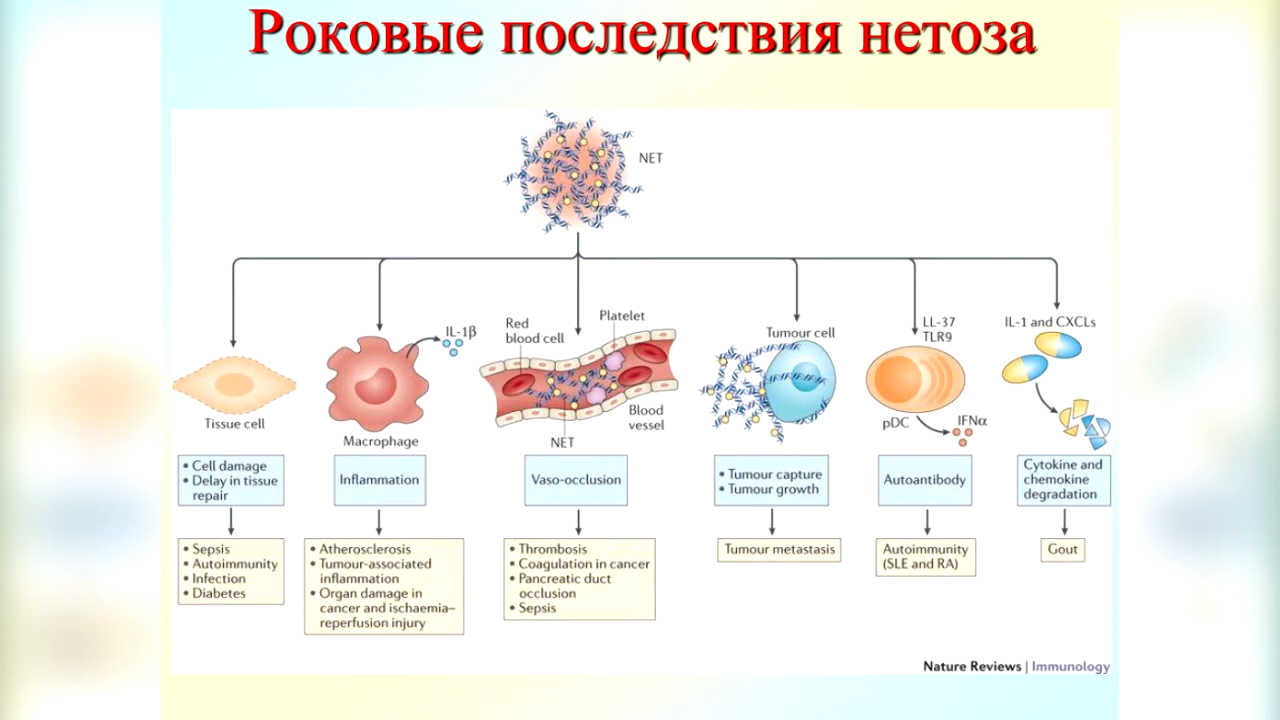 Роковые последствия нетоза
NET
IL-1β
Red
blood cell
Platelet
Tumour cell
LL-37
TLR9
IL-1 and CXCLs
Tissue cell
Macrophage
NET
Blood
vessel
pDC
IFNα
• Cell damage
• Delay in tissue
repair
Inflammation
Vaso-occlusion
• Tumour capture
• Tumour growth
Autoantibody
Cytokine and
chemokine
degradation
• Sepsis
• Autoimmunity
• Infection
• Diabetes
• Atherosclerosis
• Tumour-associated
inflammation
• Organ damage in
cancer and ischaemia–
reperfusion injury
• Thrombosis
• Coagulation in cancer
• Pancreatic duct
occlusion
• Sepsis
Tumour metastasis
Autoimmunity
(SLE and RA)
Gout
Nature Reviews | Immunology